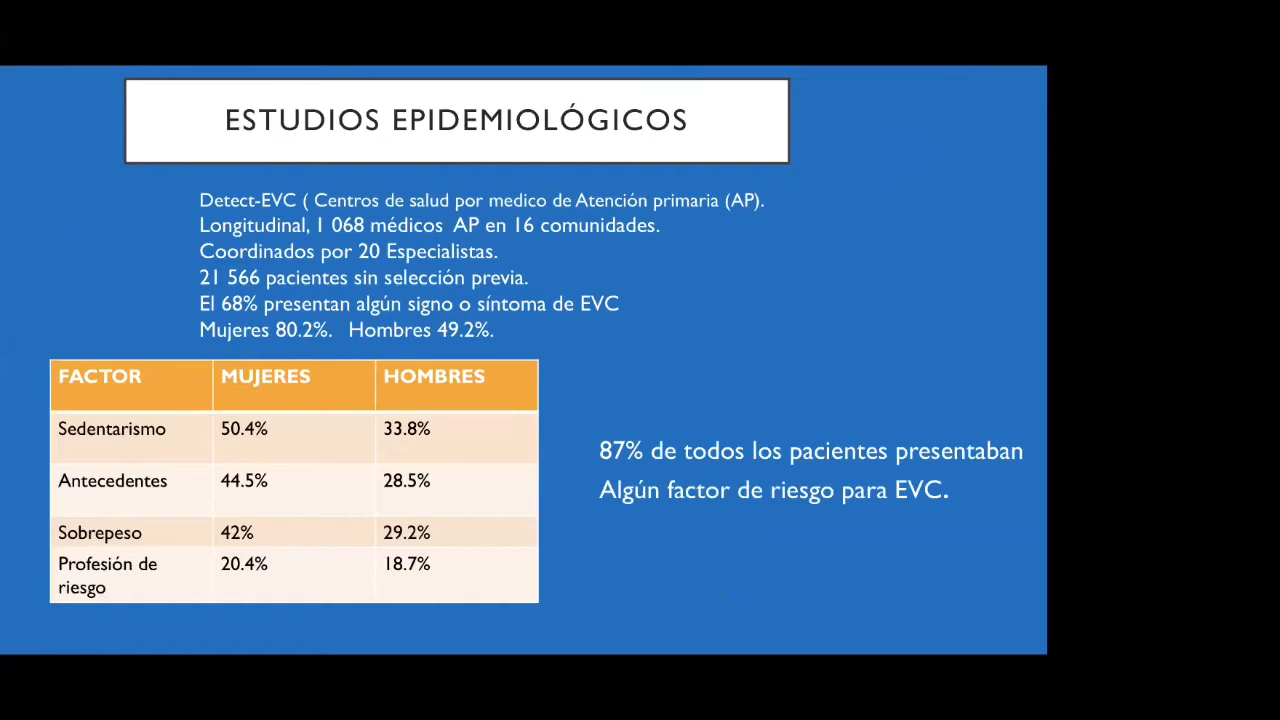 ESTUDIOS EPIDEMIOLÓGICOS
Detect-EVC ( Centros de salud por medico de Atención primaria (AP).
Longitudinal, 1 068 médicos AP en 16 comunidades.
Coordinados por 20 Especialistas.
21 566 pacientes sin selección previa.
El 68% presentan algún signo o síntoma de EVC
Mujeres 80.2%. Hombres 49.2%.
FACTOR MUJERES HOMBRES
Sedentarismo 50.4% 33.8%
Antecedentes 44.5% 28.5%
Sobrepeso 42% 29.2%
Profesión de 20.4% 18.7%
riesgo
87% de todos los pacientes presentaban
Algún factor de riesgo para EVC.